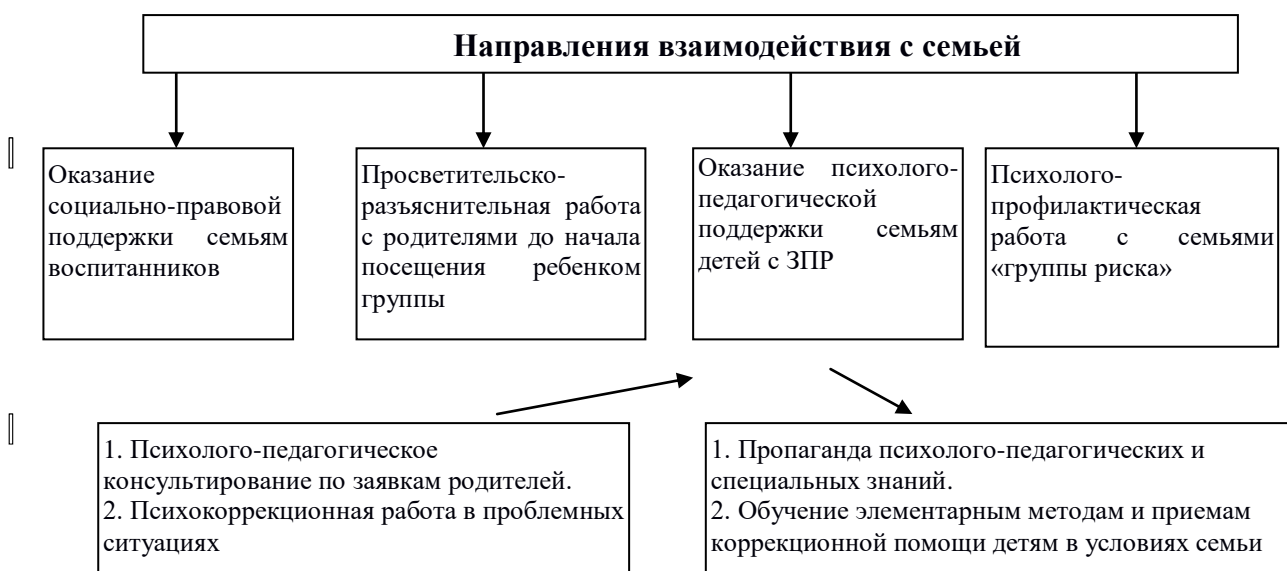 Направления взаимодействия с семьей
Оказание
социально-правовой
поддержки семьям
воспитанников
Просветительско-
разъяснительная работа
с родителями до начала
посещения ребенком
группы
Оказание психолого-
педагогической
поддержки семьям
детей с ЗПР
Психолого-
профилактическая
работа с семьями
«группы риска»
1. Психолого-педагогическое
консультирование по заявкам родителей.
2. Психокоррекционная работа в проблемных
ситуациях
1. Пропаганда психолого-педагогических и
специальных знаний.
2. Обучение элементарным методам и приемам
коррекционной помощи детям в условиях семьи